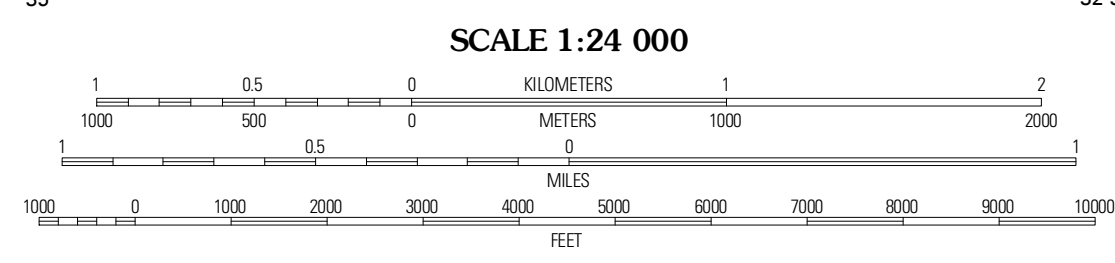 SCALE 1:24 000
1 0.5 0 KILOMETERS 1 2
1000 500 0 METERS 1000 2000
1 0.5 0 1
MILES
1000 0 1000 2000 3000 4000 5000 6000 7000 8000 9000 10000
FEET